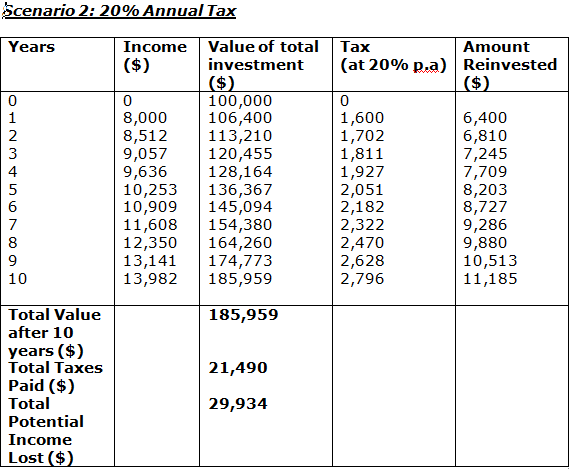 Scenario 2: 20% Annual Tax
Years Income ($) Value of total investment ($) Tax (at 20% p.a) Amount Reinvested ($)
0 0 100,000 0
1 8,000 106,400 1,600 6,400
2 8,512 113,210 1,702 6,810
3 9,057 120,455 1,811 7,245
4 9,636 128,164 1,927 7,709
5 10,253 136,367 2,051 8,203
6 10,909 145,094 2,182 8,727
7 11,608 154,380 2,322 9,286
8 12,350 164,260 2,470 9,880
9 13,141 174,773 2,628 10,513
10 13,982 185,959 2,796 11,185
Total Value 185,959
after 10
years ($)
Total Taxes 21,490
Paid ($)
Total 29,934
Potential
Income
Lost ($)